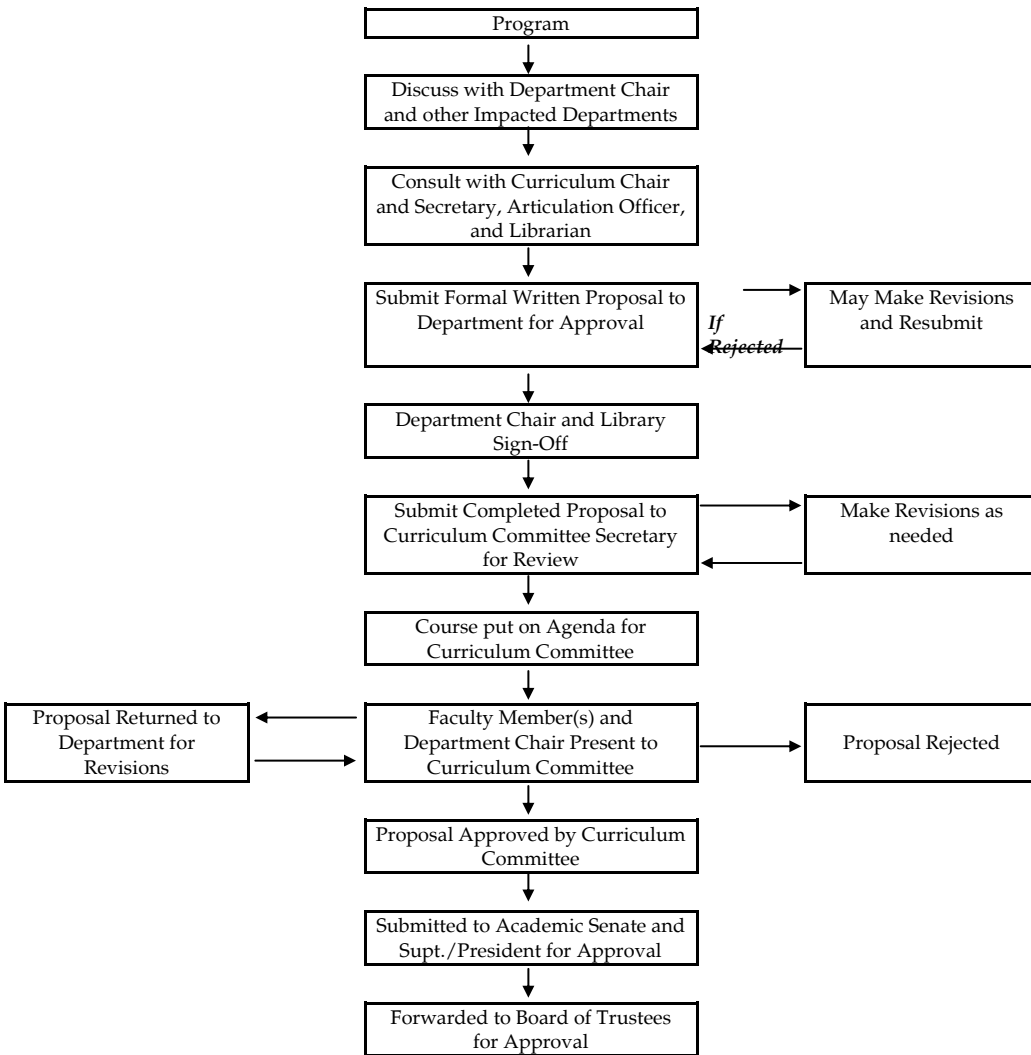 Program
Discuss with Department Chair
and other Impacted Departments
Consult with Curriculum Chair
and Secretary, Articulation Officer,
and Librarian
Submit Formal Written Proposal to
Department for Approval
If
Rejected
May Make Revisions
and Resubmit
Department Chair and Library
Sign-Off
Submit Completed Proposal to
Curriculum Committee Secretary
for Review
Make Revisions as
needed
Course put on Agenda for
Curriculum Committee
Proposal Returned to
Department for
Revisions
Faculty Member(s) and
Department Chair Present to
Curriculum Committee
Proposal Rejected
Proposal Approved by Curriculum
Committee
Submitted to Academic Senate and
Supt./President for Approval
Forwarded to Board of Trustees
for Approval